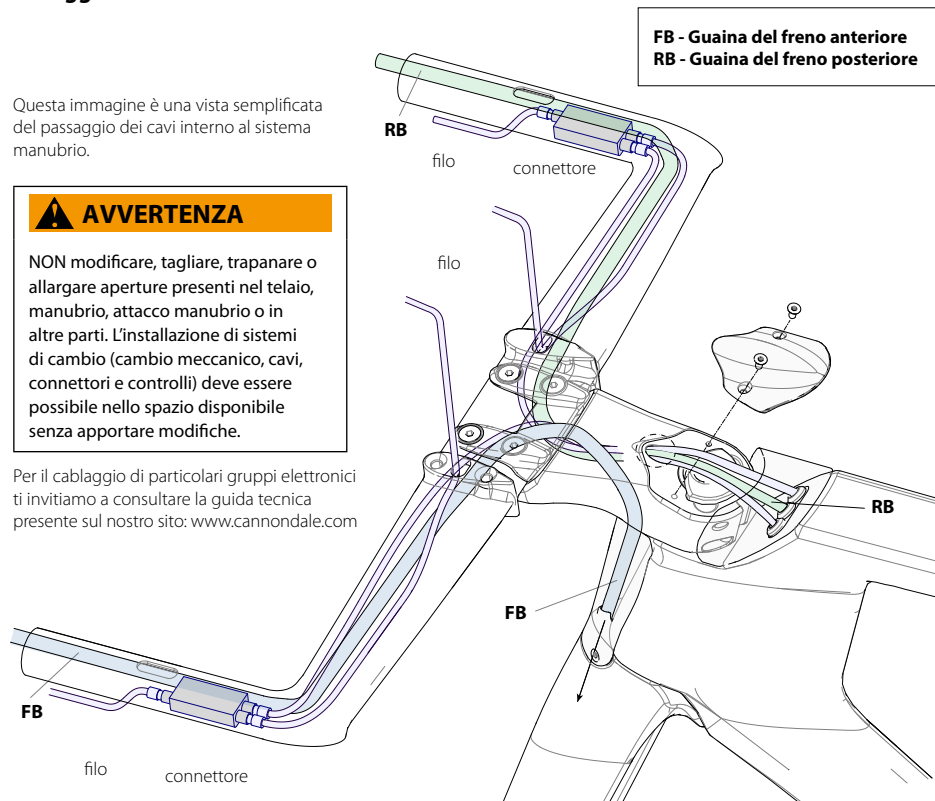 FB - Guaina del freno anteriore
RB - Guaina del freno posteriore
Questa immagine è una vista semplificata
del passaggio dei cavi interno al sistema
manubrio.
AVVERTENZA
NON modificare, tagliare, trapanare o
allargare aperture presenti nel telaio,
manubrio, attacco manubrio o in
altre parti. L'installazione di sistemi
di cambio (cambio meccanico, cavi,
connettori e controlli) deve essere
possibile nello spazio disponibile
senza apportare modifiche.
Per il cablaggio di particolari gruppi elettronici
ti invitiamo a consultare la guida tecnica
presente sul nostro sito: www.cannondale.com
RB
filo
connettore
filo
RB
FB
FB
filo
connettore